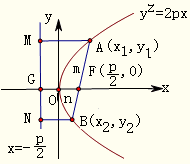 y
y²=2px
M
A(x₁, y₁)
m
F(p/2, 0)
G
O
n
x
N
B(x₂, y₂)
x=-p/2